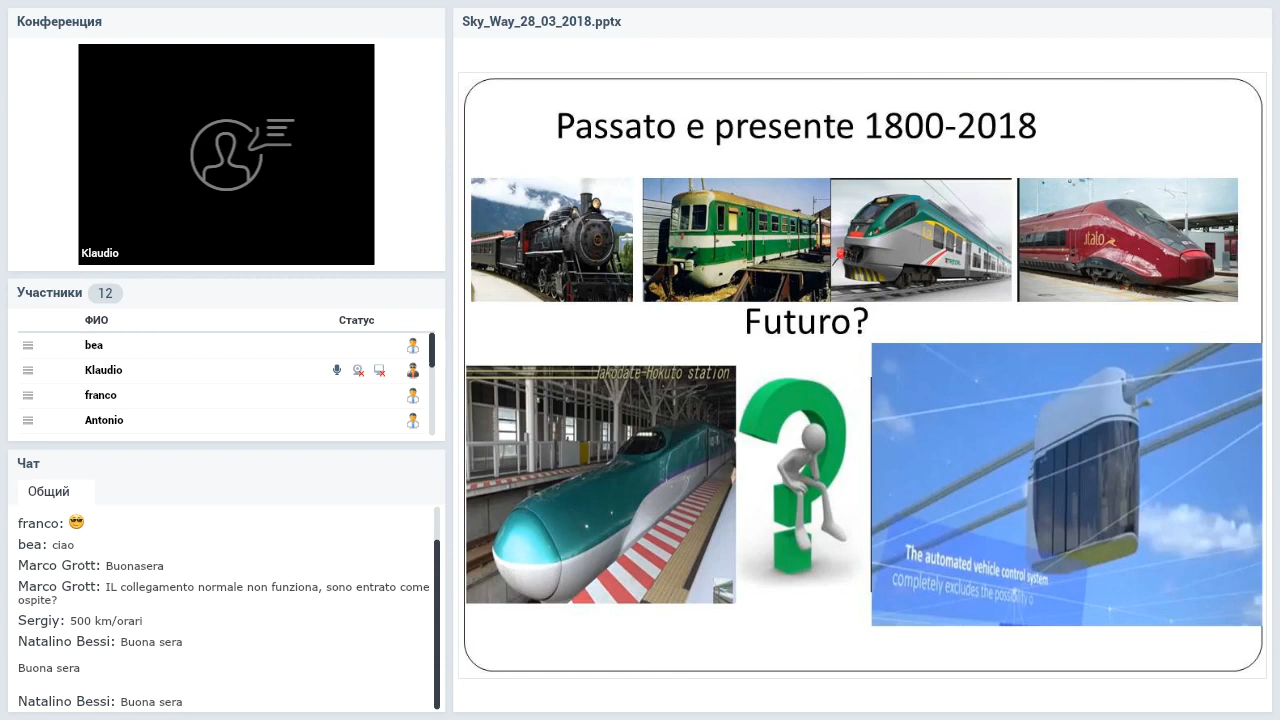 Конференция
Klaudio
Участники 12
ФИО Статус
bea
Klaudio
franco
Antonio
Чат
Общий
franco:
bea: ciao
Marco Grott: Buonasera
Marco Grott: IL collegamento normale non funziona, sono entrato come
ospite?
Sergiy: 500 km/orari
Natalino Bessi: Buona sera
Buona sera
Natalino Bessi: Buona sera
Sky_Way_28_03_2018.pptx
Passato e presente 1800-2018
.italo
Futuro?
Hakodate-Hokuto station
?
The automated vehicle control system
completely excludes the possibility o